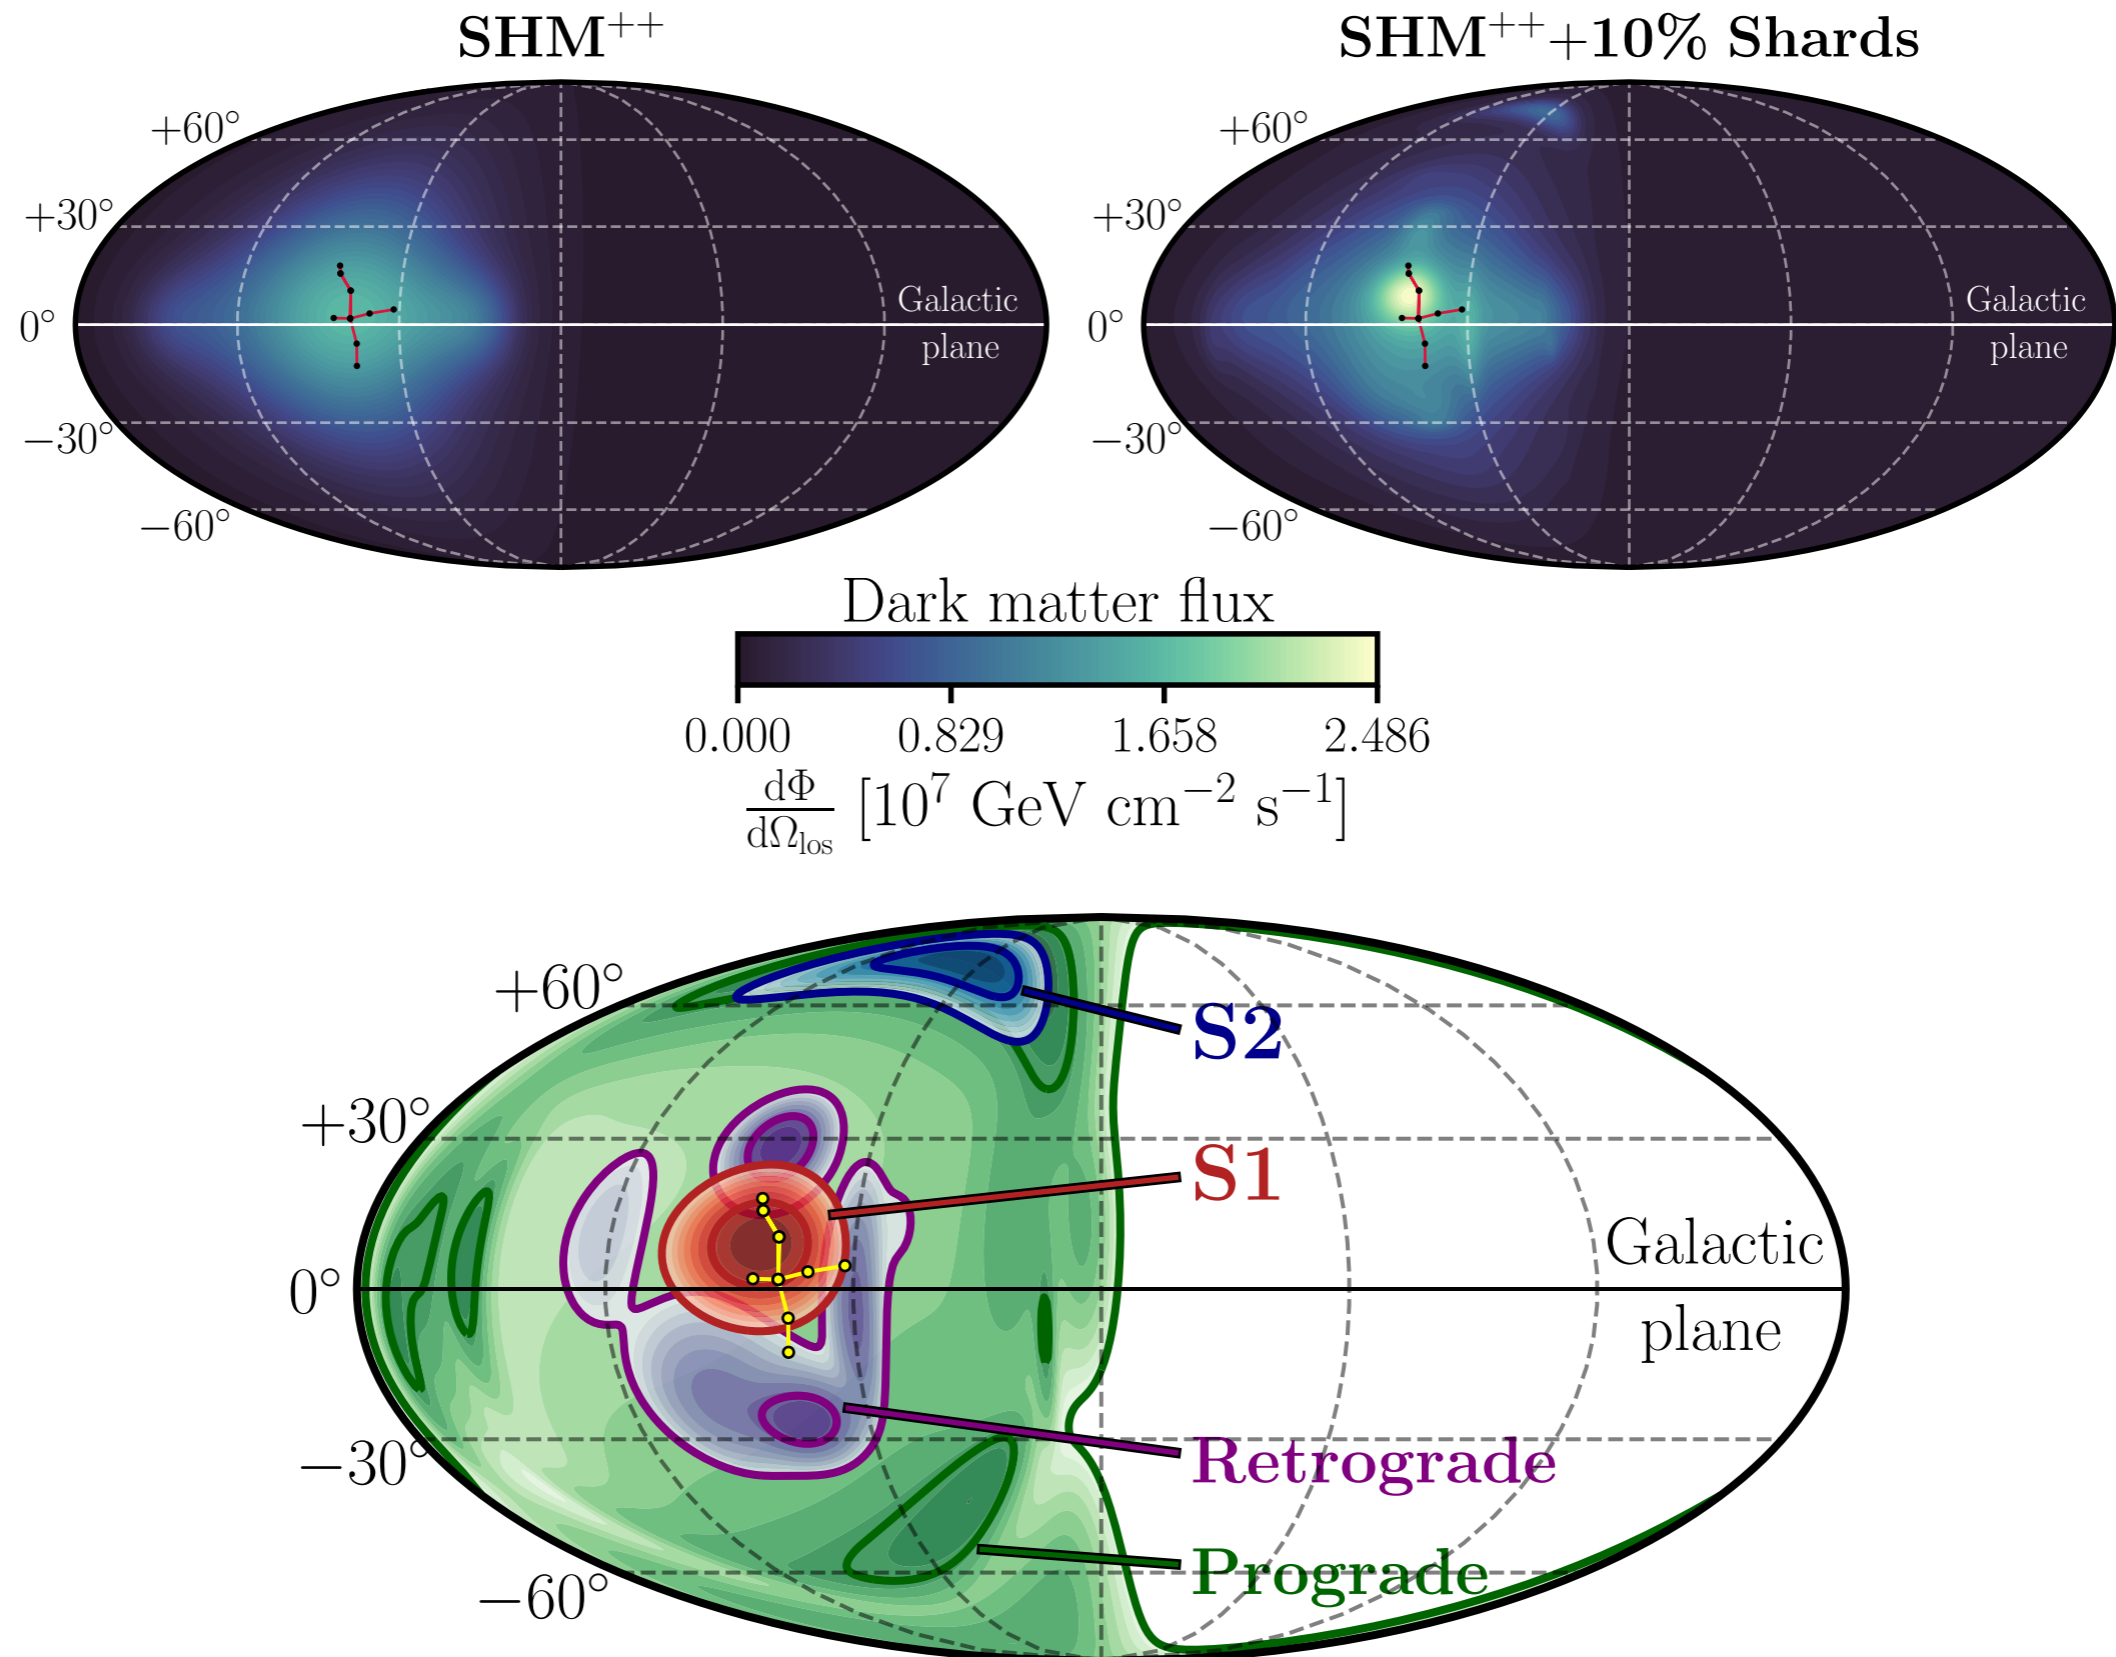 SHM++
SHM+++10% Shards
+60°
+30°
0°
−30°
−60°
Galactic
plane
+60°
+30°
0°
−30°
−60°
Galactic
plane
Dark matter flux
0.000 0.829 1.658 2.486
dΦ/dΩlos [10⁷ GeV cm⁻² s⁻¹]
+60°
+30°
0°
−30°
−60°
S2
S1
Galactic
plane
Retrograde
Prograde